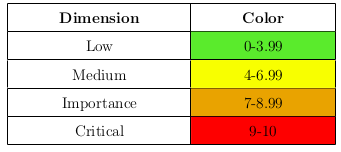 Dimension Color
Low 0-3.99
Medium 4-6.99
Importance 7-8.99
Critical 9-10